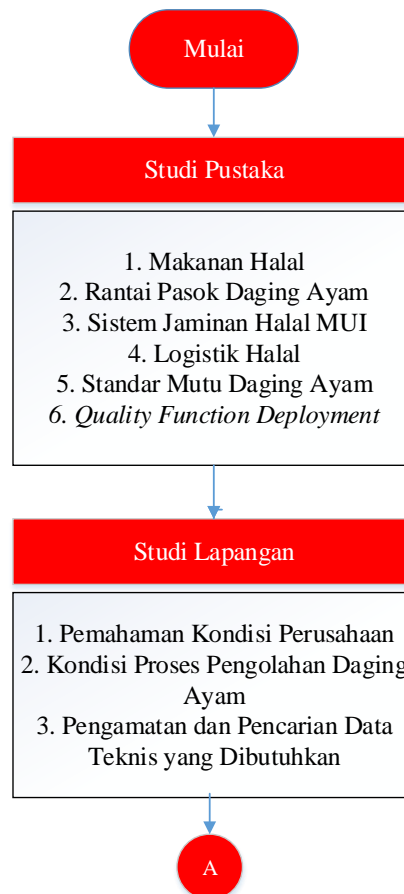 Mulai
Studi Pustaka
1. Makanan Halal
2. Rantai Pasok Daging Ayam
3. Sistem Jaminan Halal MUI
4. Logistik Halal
5. Standar Mutu Daging Ayam
6. Quality Function Deployment
Studi Lapangan
1. Pemahaman Kondisi Perusahaan
2. Kondisi Proses Pengolahan Daging
Ayam
3. Pengamatan dan Pencarian Data
Teknis yang Dibutuhkan
A